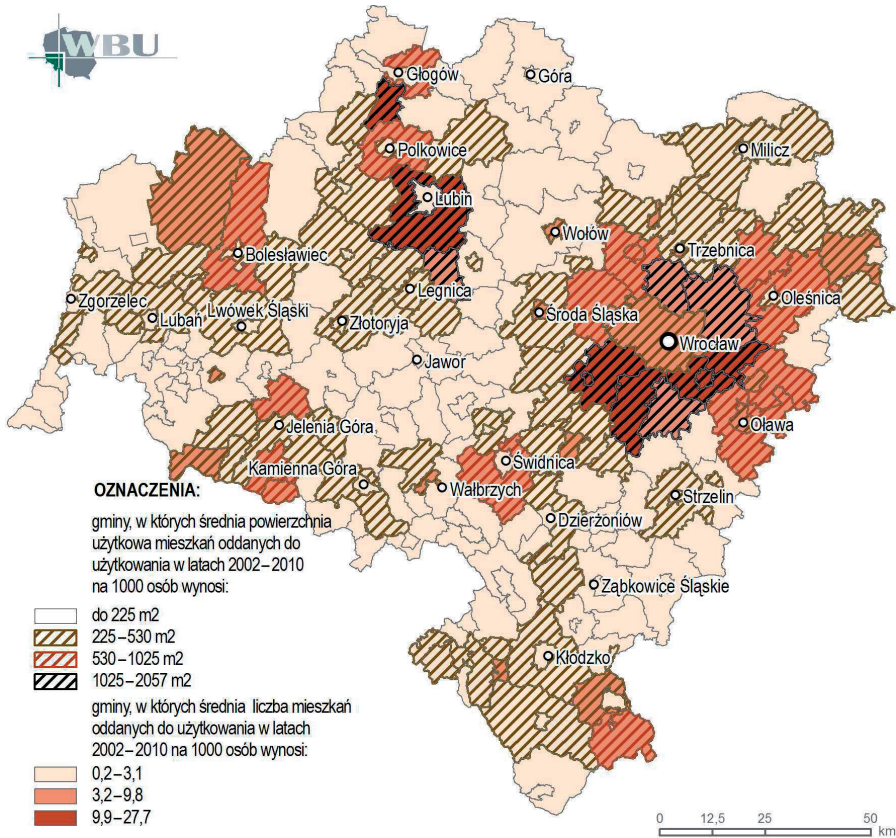 WBU
Głogów
Góra
Polkowice
Milicz
Lubin
Wołów
Trzebnica
Bolesławiec
Zgorzelec
Legnica
Oleśnica
Lwówek Śląski
Lubań
Złotoryja
Środa Śląska
Wrocław
Jawor
Jelenia Góra
Oława
Kamienna Góra
Świdnica
Wałbrzych
Strzelin
Dzierżoniów
Ząbkowice Śląskie
Kłodzko
OZNACZENIA:
gminy, w których średnia powierzchnia
użytkowa mieszkań oddanych do
użytkowania w latach 2002–2010
na 1000 osób wynosi:
do 225 m2
225–530 m2
530–1025 m2
1025–2057 m2
gminy, w których średnia liczba mieszkań
oddanych do użytkowania w latach
2002–2010 na 1000 osób wynosi:
0,2–3,1
3,2–9,8
9,9–27,7
0 12,5 25 50
km